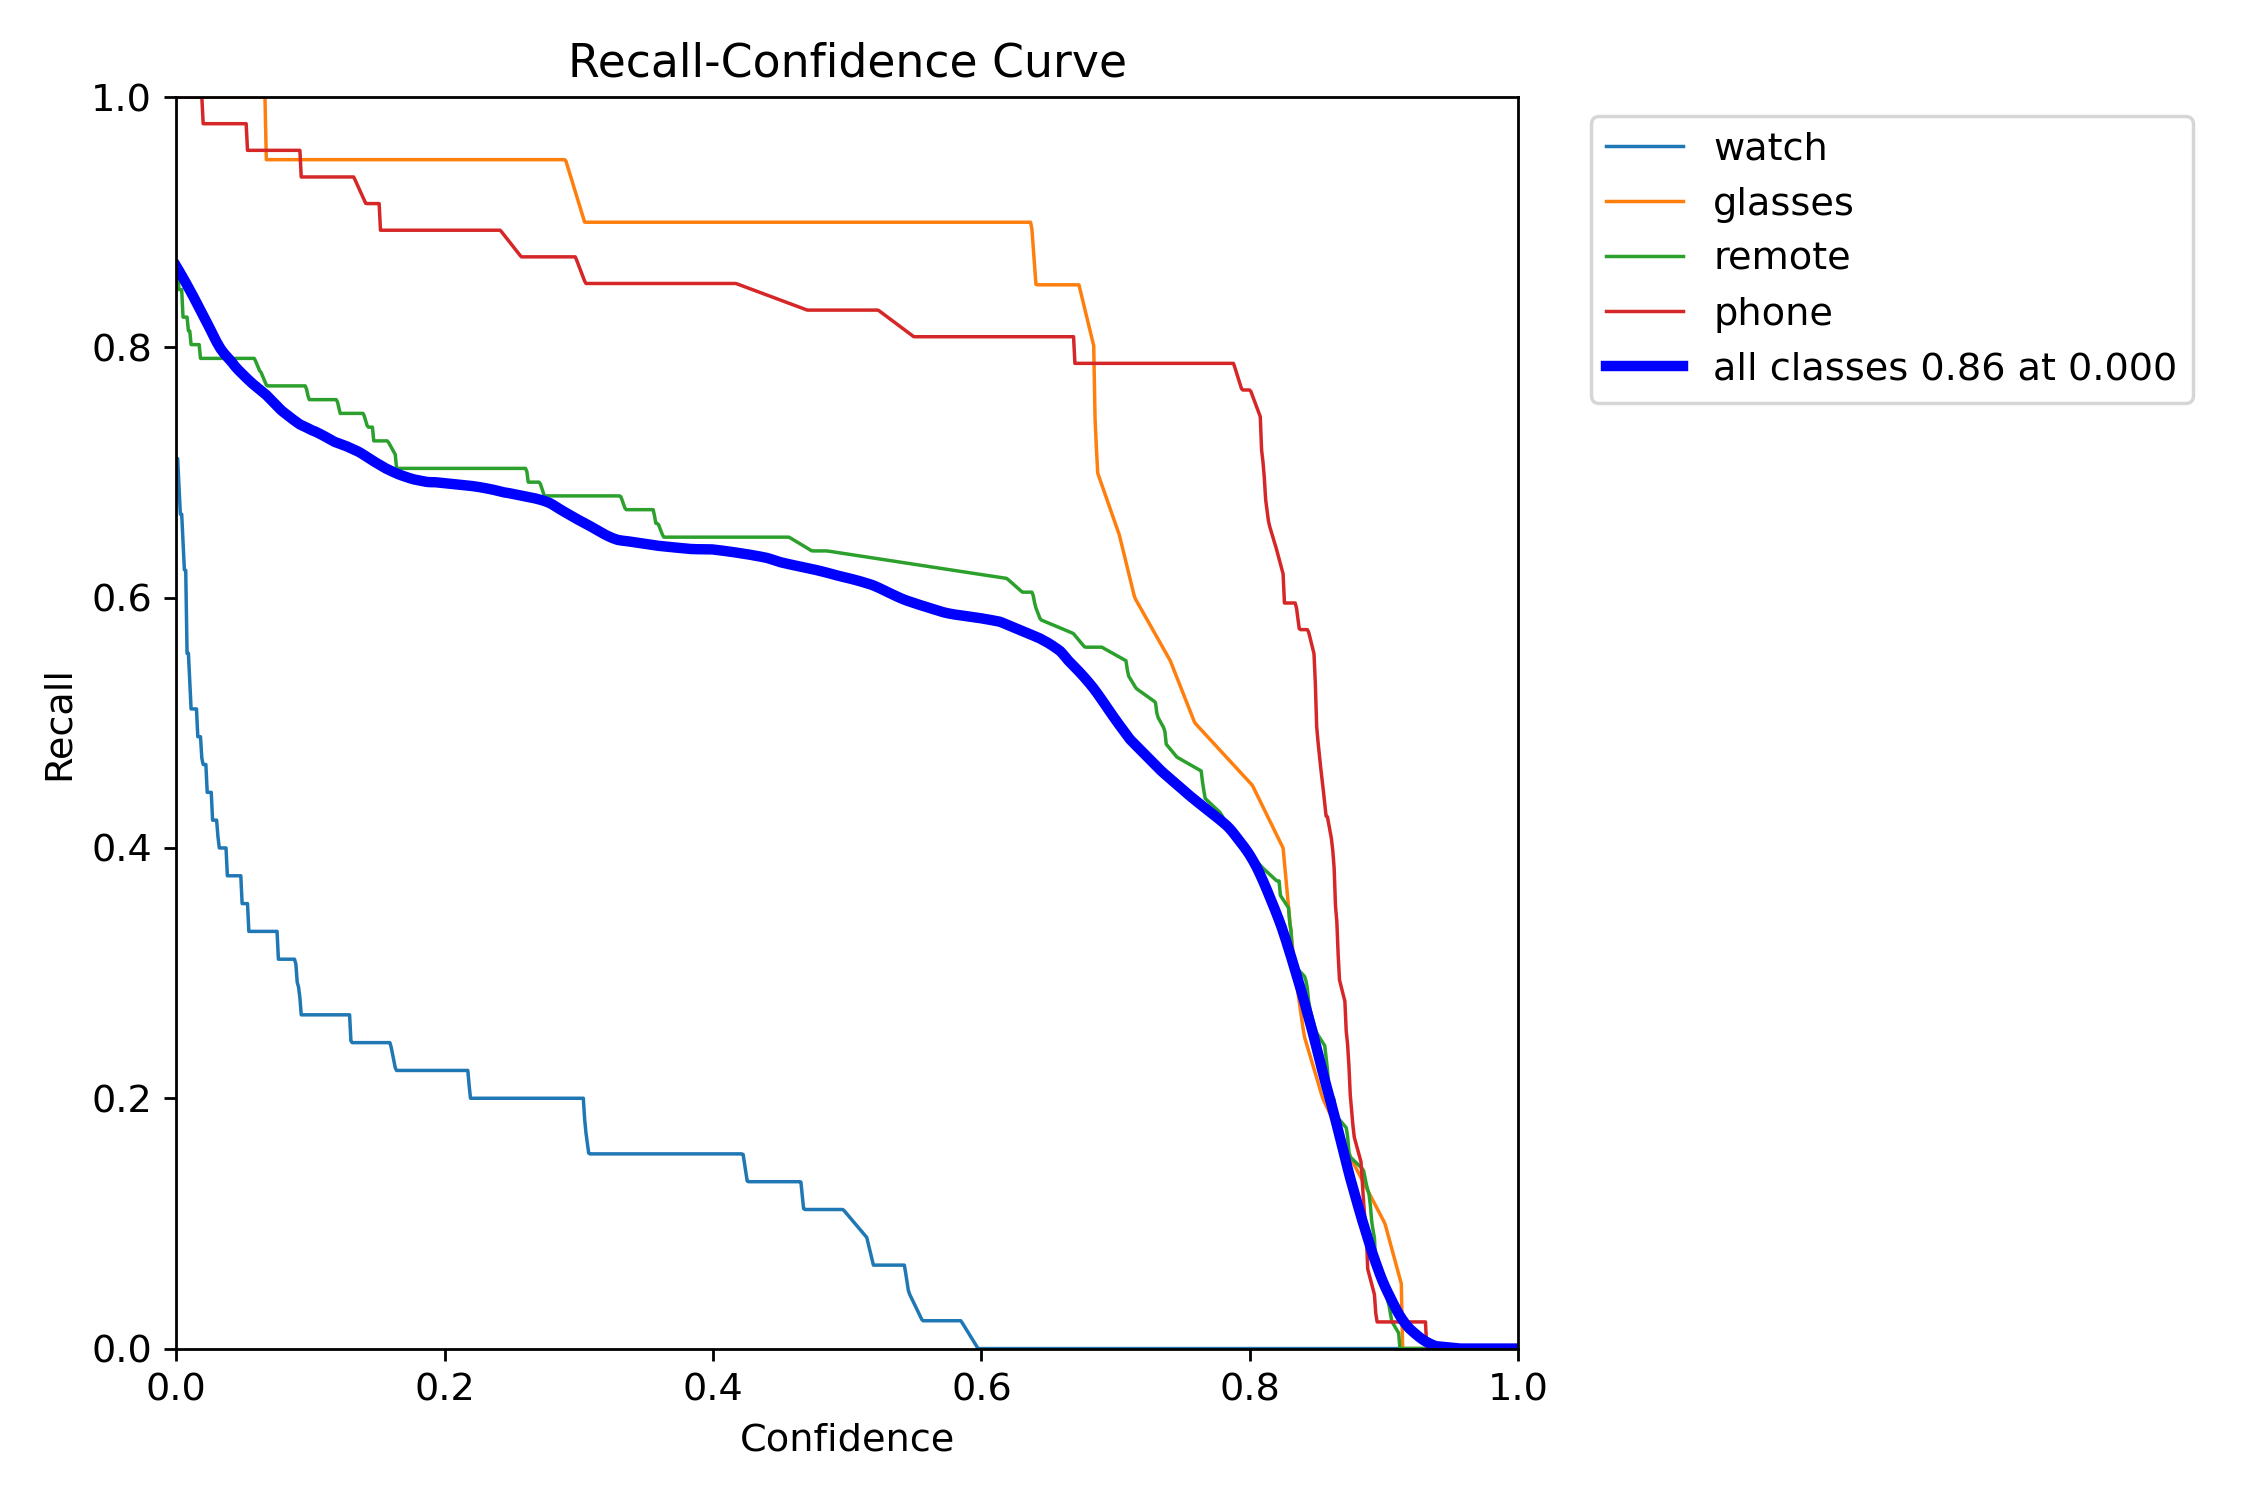 Recall-Confidence Curve
1.0
0.8
0.6
0.4
0.2
0.0
Recall
0.0 0.2 0.4 0.6 0.8 1.0
Confidence
watch
glasses
remote
phone
all classes 0.86 at 0.000